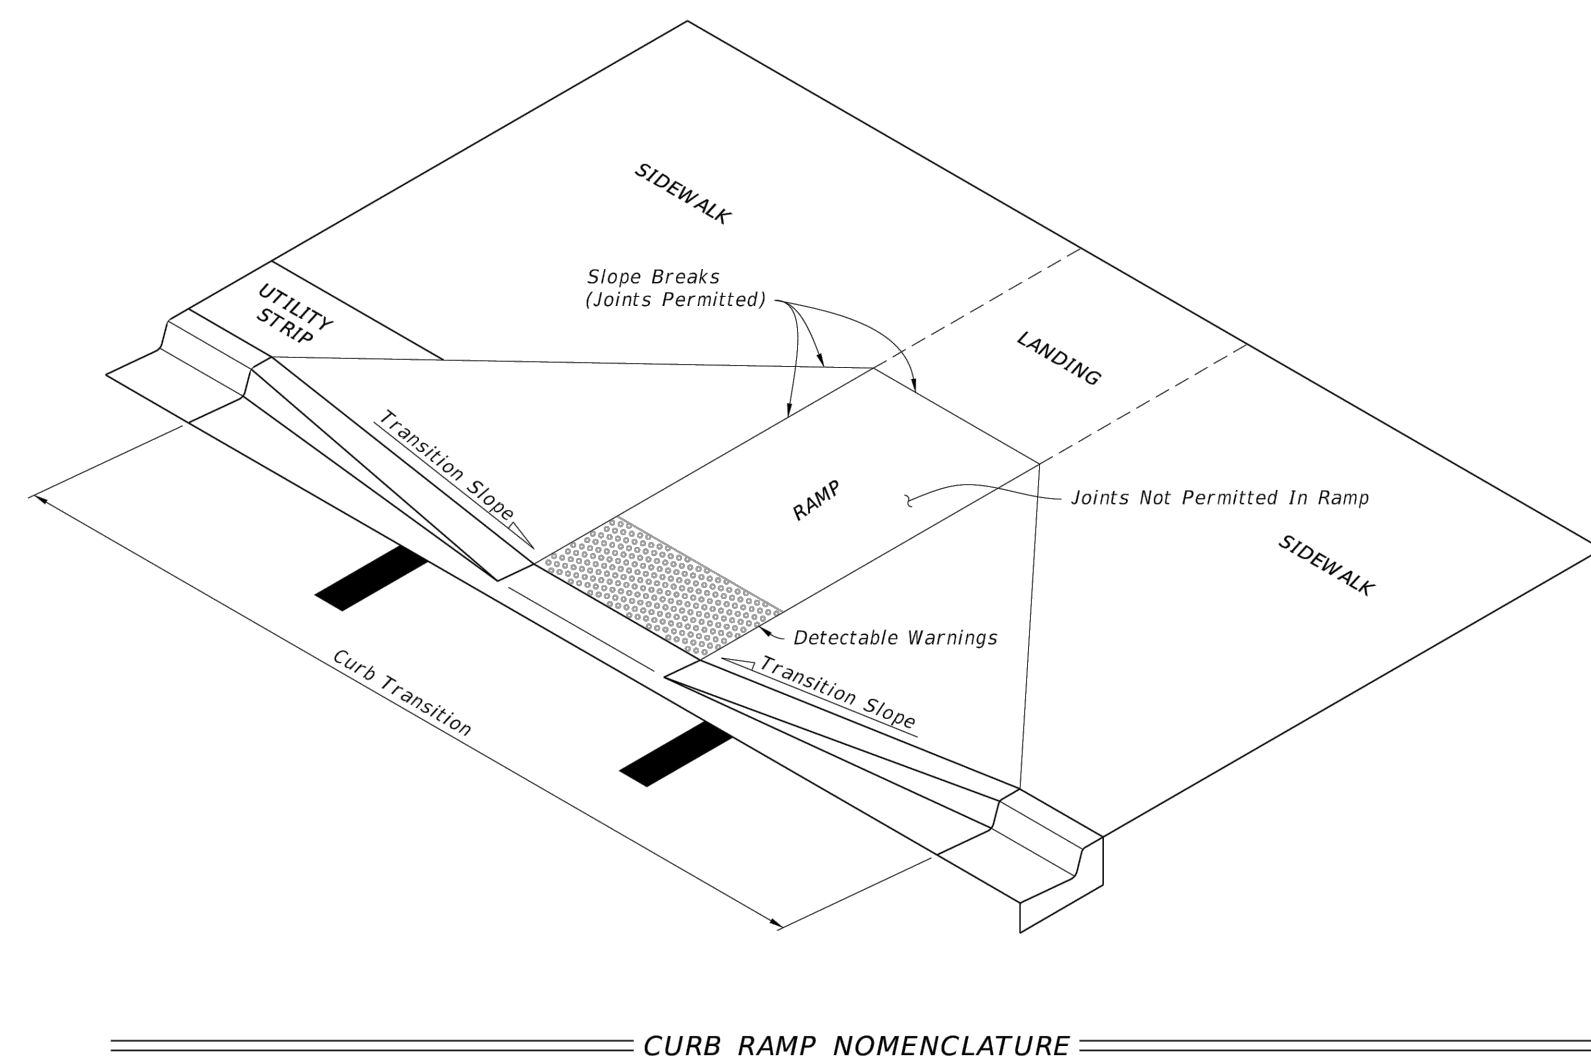 SIDEWALK
Slope Breaks
(Joints Permitted)
UTILITY
STRIP
LANDING
Transition Slope
RAMP
Joints Not Permitted In Ramp
SIDEWALK
Detectable Warnings
Transition Slope
Curb Transition
CURB RAMP NOMENCLATURE